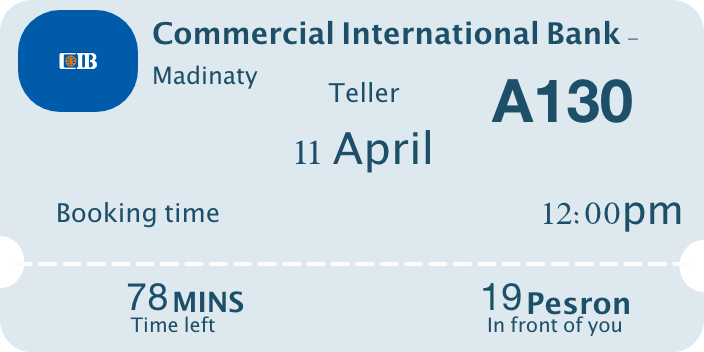 CIB
Commercial International Bank –
Madinaty
Teller
A130
11 April
Booking time
12:00pm
78 MINS
19 Pesron
Time left
In front of you